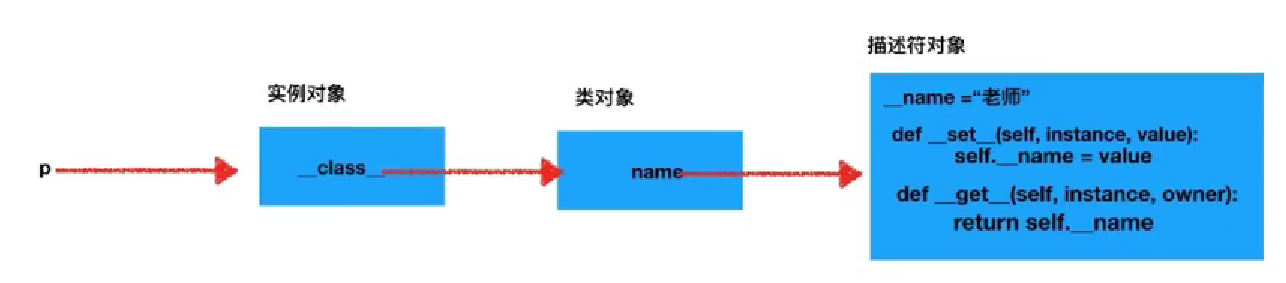 描述符对象
实例对象
类对象
__name =“老师”
def __set__(self, instance, value):
self.__name = value
p
__class__
name
def __get__(self, instance, owner):
return self.__name